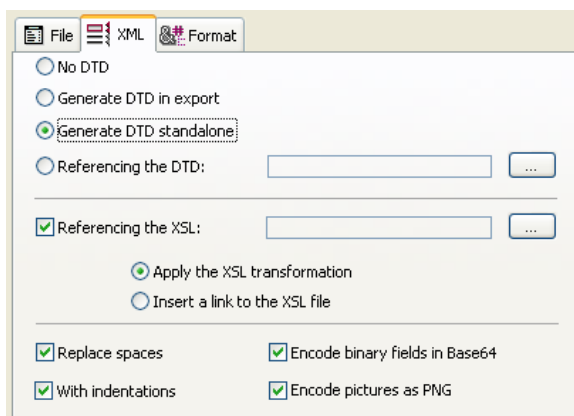 File XML Format
No DTD
Generate DTD in export
Generate DTD standalone
Referencing the DTD: ...
Referencing the XSL: ...
Apply the XSL transformation
Insert a link to the XSL file
Replace spaces Encode binary fields in Base64
With indentations Encode pictures as PNG